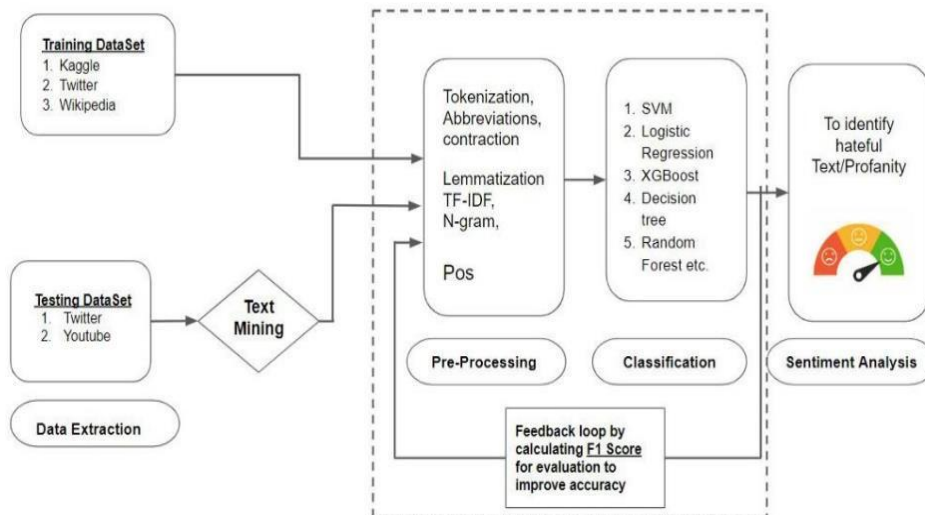 Training DataSet
1. Kaggle
2. Twitter
3. Wikipedia
Testing DataSet
1. Twitter
2. Youtube
Data Extraction
Text
Mining
Tokenization,
Abbreviations,
contraction
Lemmatization
TF-IDF,
N-gram,
Pos
Pre-Processing
1. SVM
2. Logistic
Regression
3. XGBoost
4. Decision
tree
5. Random
Forest etc.
Classification
To identify
hateful
Text/Profanity
Sentiment Analysis
Feedback loop by
calculating F1 Score
for evaluation to
improve accuracy